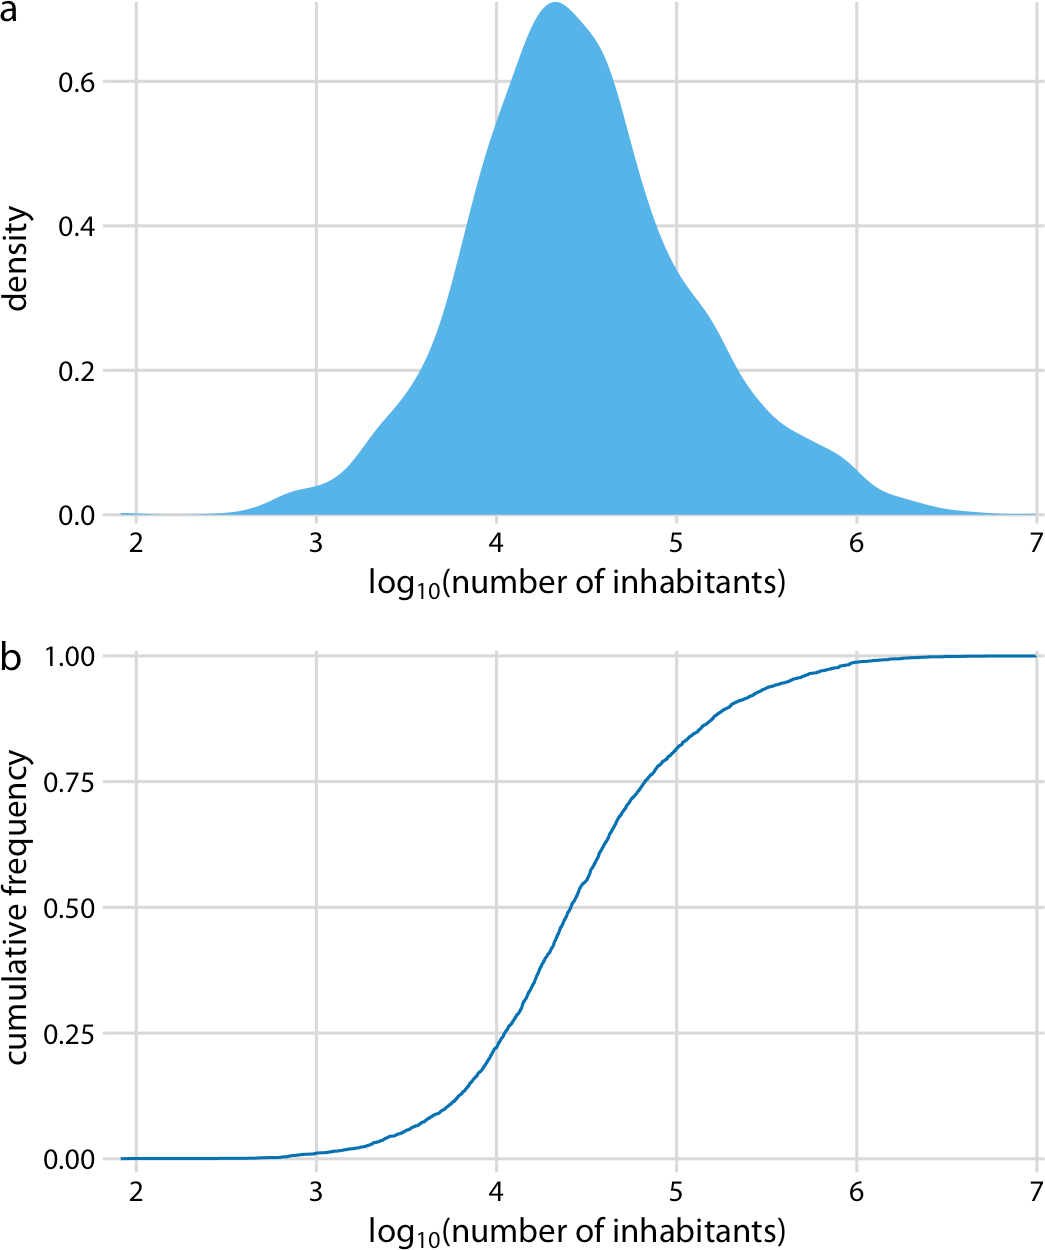 a
0.6
0.4
0.2
0.0
density
2 3 4 5 6 7
log₁₀(number of inhabitants)
b
1.00
0.75
0.50
0.25
0.00
cumulative frequency
2 3 4 5 6 7
log₁₀(number of inhabitants)